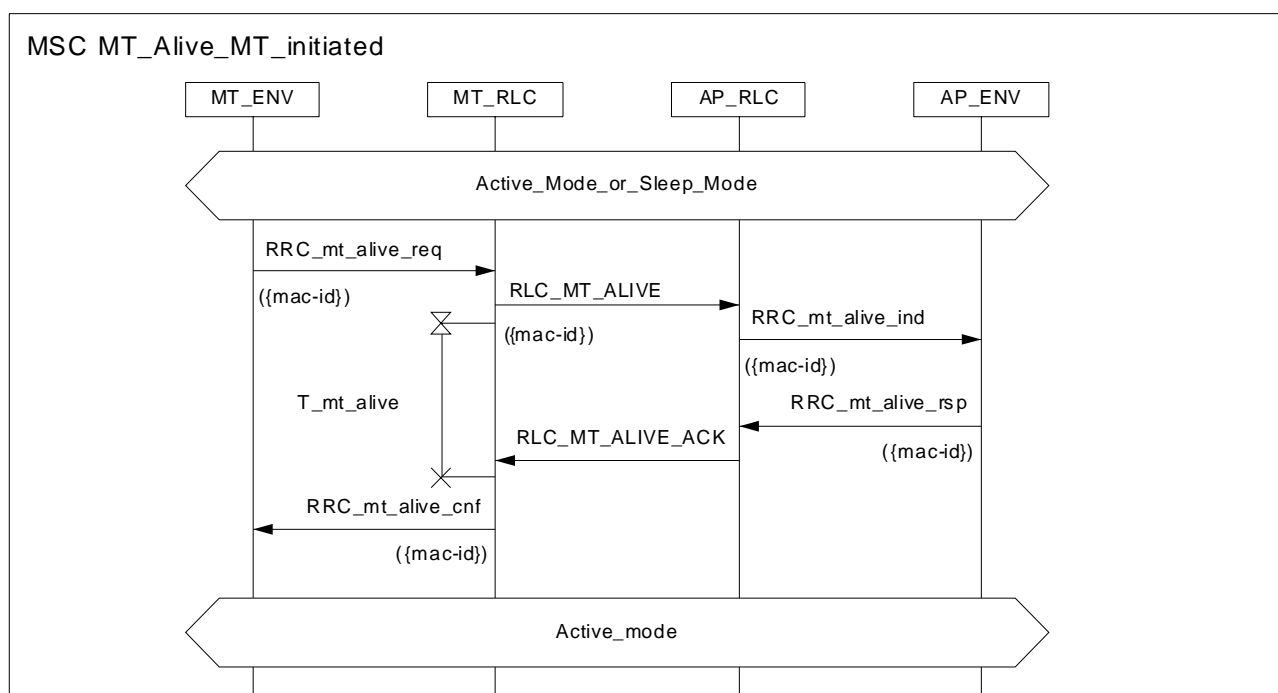 MSC MT_Alive_MT_initiated
MT_ENV
MT_RLC
AP_RLC
AP_ENV
Active_Mode_or_Sleep_Mode
RRC_mt_alive_req
({mac-id})
RLC_MT_ALIVE
({mac-id})
RRC_mt_alive_ind
({mac-id})
T_mt_alive
RRC_mt_alive_rsp
({mac-id})
RLC_MT_ALIVE_ACK
RRC_mt_alive_cnf
({mac-id})
Active_mode